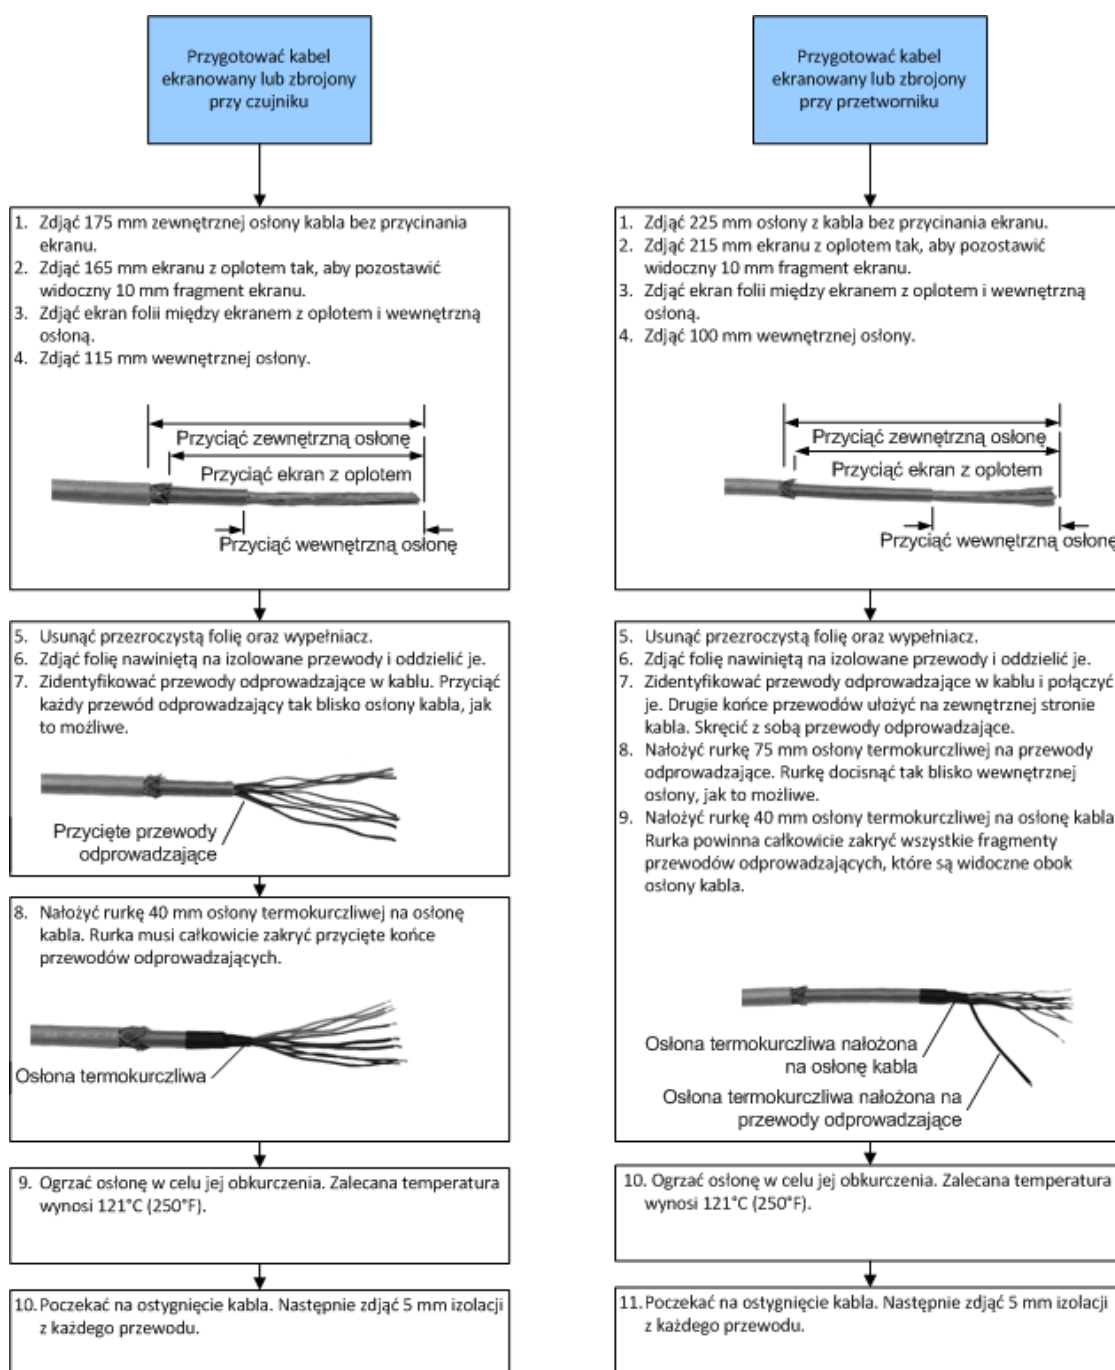 Przygotować kabel
ekranowany lub zbrojony
przy czujniku
1. Zdjąć 175 mm zewnętrznej osłony kabla bez przycinania
ekranu.
2. Zdjąć 165 mm ekranu z oplotem tak, aby pozostawić
widoczny 10 mm fragment ekranu.
3. Zdjąć ekran folii między ekranem z oplotem i wewnętrzną
osłoną.
4. Zdjąć 115 mm wewnętrznej osłony.
Przyciąć zewnętrzną osłonę
Przyciąć ekran z oplotem
Przyciąć wewnętrzną osłonę
5. Usunąć przezroczystą folię oraz wypełniacz.
6. Zdjąć folię nawiniętą na izolowane przewody i oddzielić je.
7. Zidentyfikować przewody odprowadzające w kablu. Przyciąć
każdy przewód odprowadzający tak blisko osłony kabla, jak
to możliwe.
Przycięte przewody
odprowadzające
8. Nałożyć rurkę 40 mm osłony termokurczliwej na osłonę
kabla. Rurka musi całkowicie zakryć przycięte końce
przewodów odprowadzających.
Osłona termokurczliwa
9. Ogrzać osłonę w celu jej obkurczenia. Zalecana temperatura
wynosi 121°C (250°F).
10. Poczekać na ostygnięcie kabla. Następnie zdjąć 5 mm izolacji
z każdego przewodu.
Przygotować kabel
ekranowany lub zbrojony
przy przetworniku
1. Zdjąć 225 mm osłony z kabla bez przycinania ekranu.
2. Zdjąć 215 mm ekranu z oplotem tak, aby pozostawić
widoczny 10 mm fragment ekranu.
3. Zdjąć ekran folii między ekranem z oplotem i wewnętrzną
osłoną.
4. Zdjąć 100 mm wewnętrznej osłony.
Przyciąć zewnętrzną osłonę
Przyciąć ekran z oplotem
Przyciąć wewnętrzną osłonę
5. Usunąć przezroczystą folię oraz wypełniacz.
6. Zdjąć folię nawiniętą na izolowane przewody i oddzielić je.
7. Zidentyfikować przewody odprowadzające w kablu i połączyć
je. Drugie końce przewodów ułożyć na zewnętrznej stronie
kabla. Skręcić z sobą przewody odprowadzające.
8. Nałożyć rurkę 75 mm osłony termokurczliwej na przewody
odprowadzające. Rurkę docisnąć tak blisko wewnętrznej
osłony, jak to możliwe.
9. Nałożyć rurkę 40 mm osłony termokurczliwej na osłonę kabla
Rurka powinna całkowicie zakryć wszystkie fragmenty
przewodów odprowadzających, które są widoczne obok
osłony kabla.
Osłona termokurczliwa nałożona
na osłonę kabla
Osłona termokurczliwa nałożona na
przewody odprowadzające
10. Ogrzać osłonę w celu jej obkurczenia. Zalecana temperatura
wynosi 121°C (250°F).
11. Poczekać na ostygnięcie kabla. Następnie zdjąć 5 mm izolacji
z każdego przewodu.